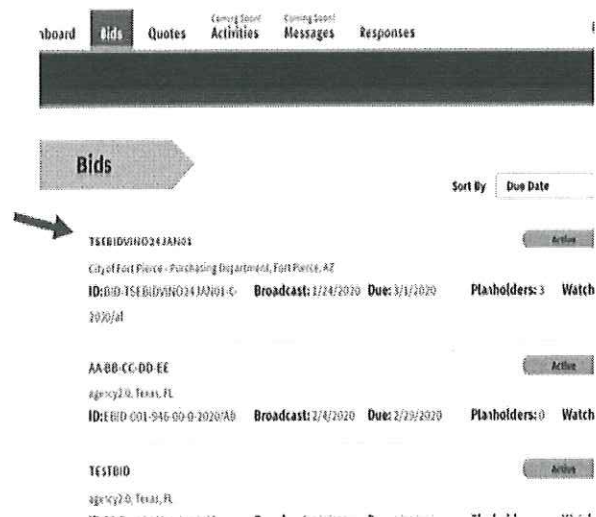 Bids Quotes Coming Soon! Activities Coming Soon! Messages Responses
Bids
Sort By Due Date
TSEBIDVINO24JAN01 Active
City of Fort Pierce - Purchasing Department, Fort Pierce, AZ
ID:BID-TSEBIDVINO24JAN01-C- Broadcast: 1/24/2020 Due: 3/1/2020 Planholders: 3 Watch
2020/al
AA-BB-CC-DD-EE Active
agency2.0, Texas, FL
ID:EBID-001-946-00-0-2020/AB Broadcast: 2/4/2020 Due: 2/29/2020 Planholders: 0 Watch
TESTBID Active
agency2.0, Texas, FL